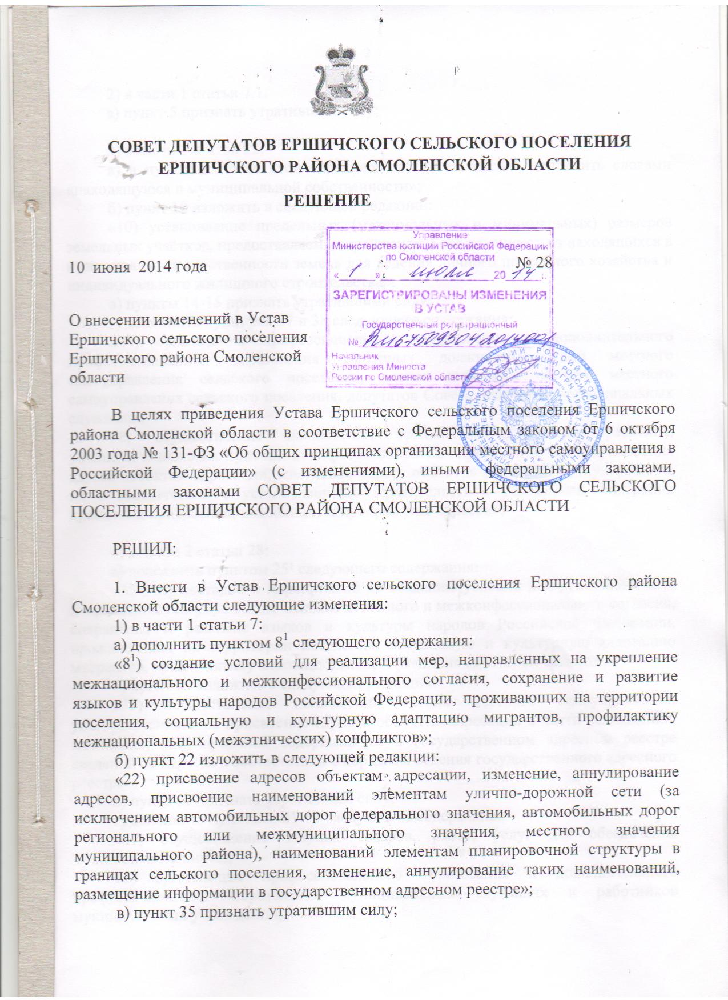 СОВЕТ ДЕПУТАТОВ ЕРШИЧСКОГО СЕЛЬСКОГО ПОСЕЛЕНИЯ
ЕРШИЧСКОГО РАЙОНА СМОЛЕНСКОЙ ОБЛАСТИ
РЕШЕНИЕ
Управление
Министерства юстиции Российской Федерации
по Смоленской области
10 июня 2014 года
№ 28
« 1 » июля 20 14 г.
ЗАРЕГИСТРИРОВАНЫ ИЗМЕНЕНИЯ
В УСТАВ
Государственный регистрационный
№ RU675093042014001
Начальник
Управления Минюста
России по Смоленской области
О внесении изменений в Устав
Ершичского сельского поселения
Ершичского района Смоленской
области
В целях приведения Устава Ершичского сельского поселения Ершичского
района Смоленской области в соответствие с Федеральным законом от 6 октября
2003 года № 131-ФЗ «Об общих принципах организации местного самоуправления в
Российской Федерации» (с изменениями), иными федеральными законами,
областными законами СОВЕТ ДЕПУТАТОВ ЕРШИЧСКОГО СЕЛЬСКОГО
ПОСЕЛЕНИЯ ЕРШИЧСКОГО РАЙОНА СМОЛЕНСКОЙ ОБЛАСТИ
РЕШИЛ:
1. Внести в Устав Ершичского сельского поселения Ершичского района
Смоленской области следующие изменения:
1) в части 1 статьи 7:
а) дополнить пунктом 8¹ следующего содержания:
«8¹) создание условий для реализации мер, направленных на укрепление
межнационального и межконфессионального согласия, сохранение и развитие
языков и культуры народов Российской Федерации, проживающих на территории
поселения, социальную и культурную адаптацию мигрантов, профилактику
межнациональных (межэтнических) конфликтов»;
б) пункт 22 изложить в следующей редакции:
«22) присвоение адресов объектам адресации, изменение, аннулирование
адресов, присвоение наименований элементам улично-дорожной сети (за
исключением автомобильных дорог федерального значения, автомобильных дорог
регионального или межмуниципального значения, местного значения
муниципального района), наименований элементам планировочной структуры в
границах сельского поселения, изменение, аннулирование таких наименований,
размещение информации в государственном адресном реестре»;
в) пункт 35 признать утратившим силу;